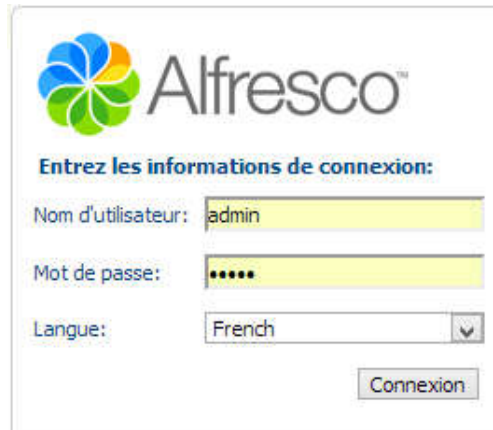 Alfresco™
Entrez les informations de connexion:
Nom d'utilisateur: admin
Mot de passe: •••••
Langue: French
Connexion